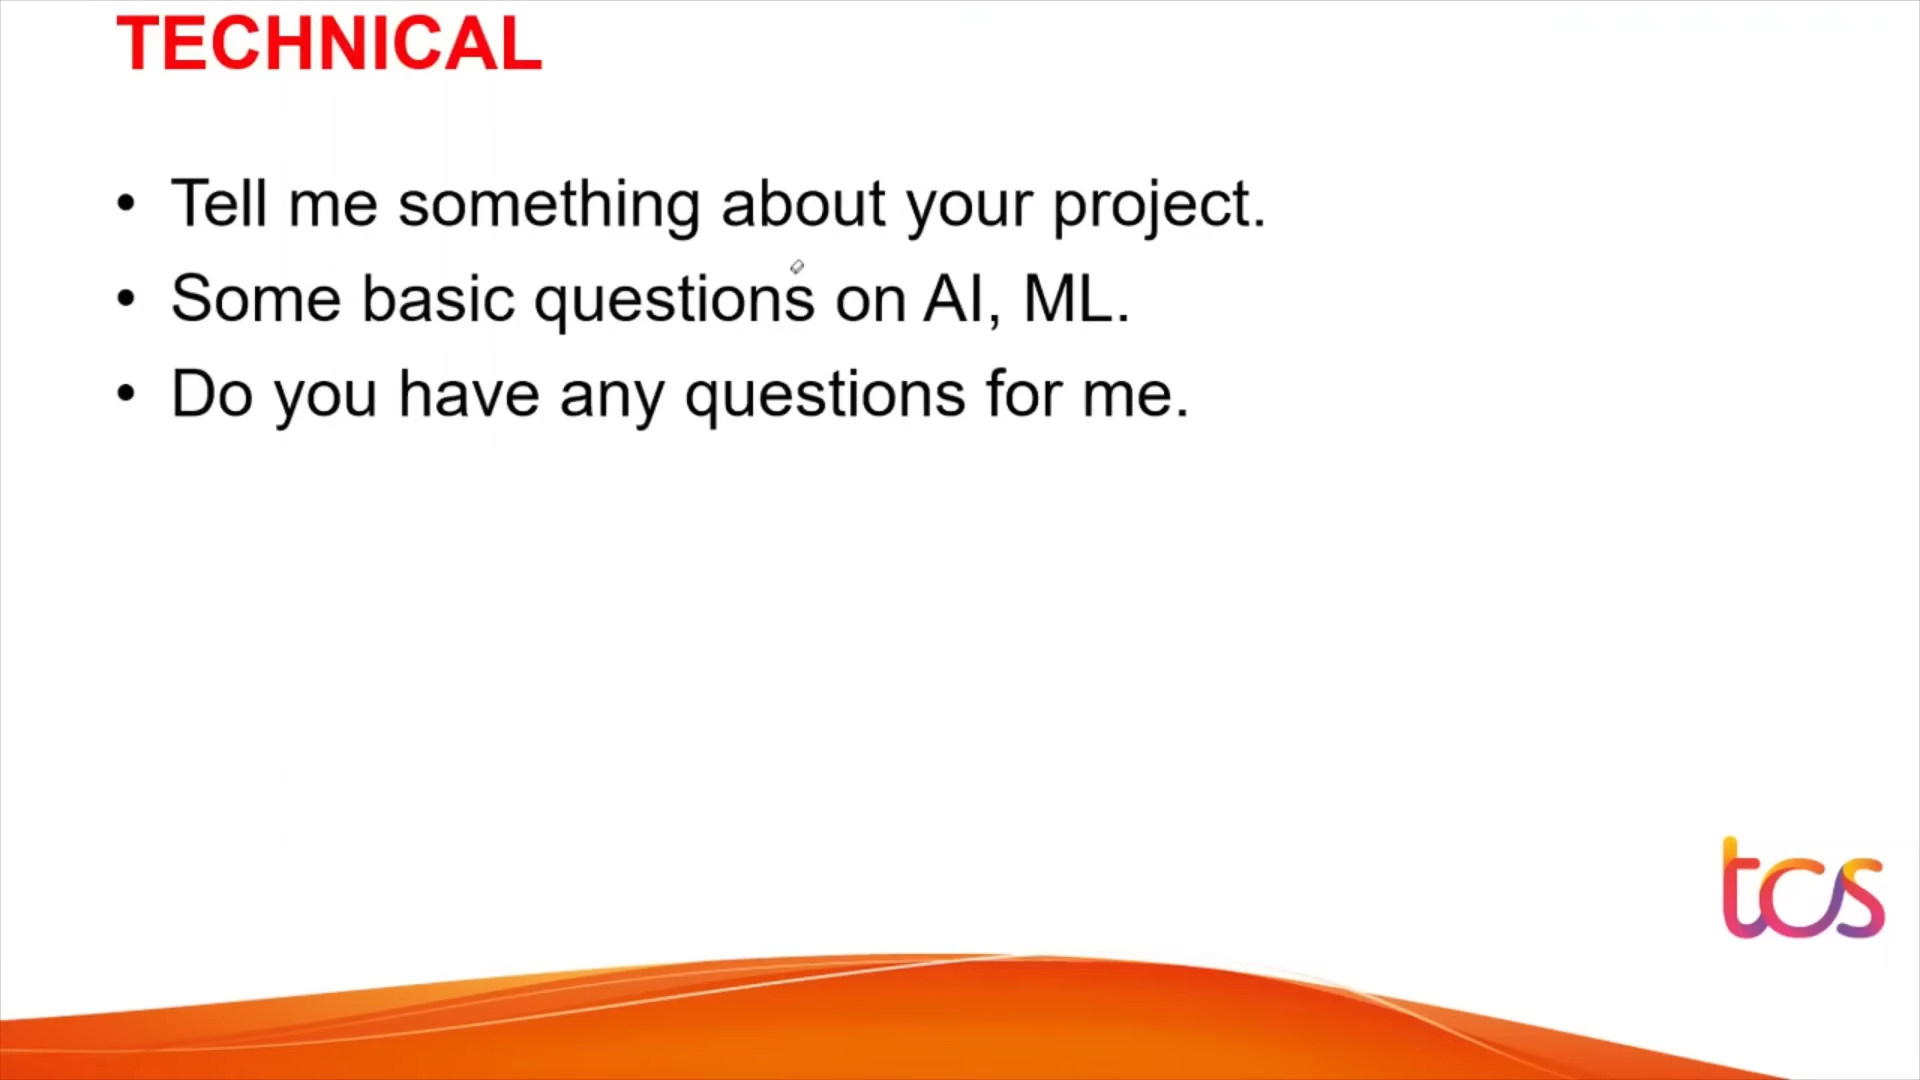 TECHNICAL
• Tell me something about your project.
• Some basic questions on AI, ML.
• Do you have any questions for me.
tcs